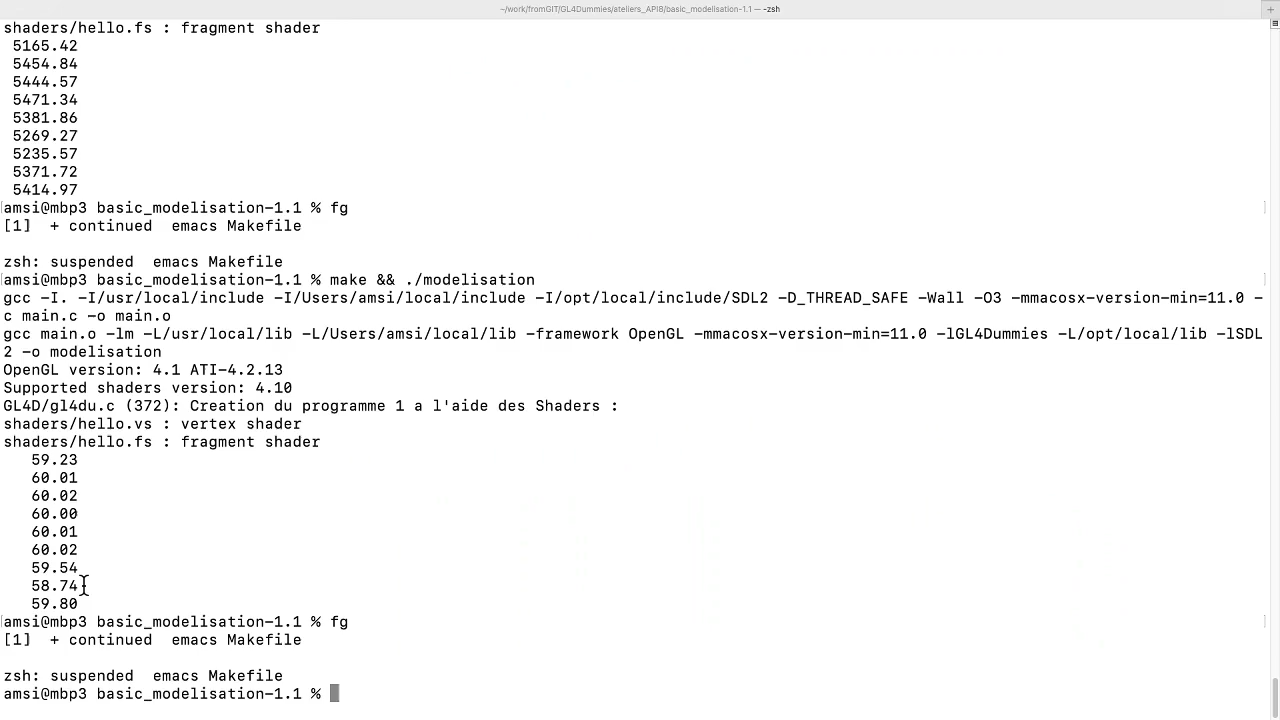 ~/work/fromGIT/GL4Dummies/ateliers_API8/basic_modelisation-1.1 — -zsh
shaders/hello.fs : fragment shader
5165.42
5454.84
5444.57
5471.34
5381.86
5269.27
5235.57
5371.72
5414.97
amsi@mbp3 basic_modelisation-1.1 % fg
[1]  + continued  emacs Makefile
zsh: suspended  emacs Makefile
amsi@mbp3 basic_modelisation-1.1 % make && ./modelisation
gcc -I. -I/usr/local/include -I/Users/amsi/local/include -I/opt/local/include/SDL2 -D_THREAD_SAFE -Wall -O3 -mmacosx-version-min=11.0 -
c main.c -o main.o
gcc main.o -lm -L/usr/local/lib -L/Users/amsi/local/lib -framework OpenGL -mmacosx-version-min=11.0 -lGL4Dummies -L/opt/local/lib -lSDL
2 -o modelisation
OpenGL version: 4.1 ATI-4.2.13
Supported shaders version: 4.10
GL4D/gl4du.c (372): Creation du programme 1 a l'aide des Shaders :
shaders/hello.vs : vertex shader
shaders/hello.fs : fragment shader
59.23
60.01
60.02
60.00
60.01
60.02
59.54
58.74
59.80
amsi@mbp3 basic_modelisation-1.1 % fg
[1]  + continued  emacs Makefile
zsh: suspended  emacs Makefile
amsi@mbp3 basic_modelisation-1.1 %